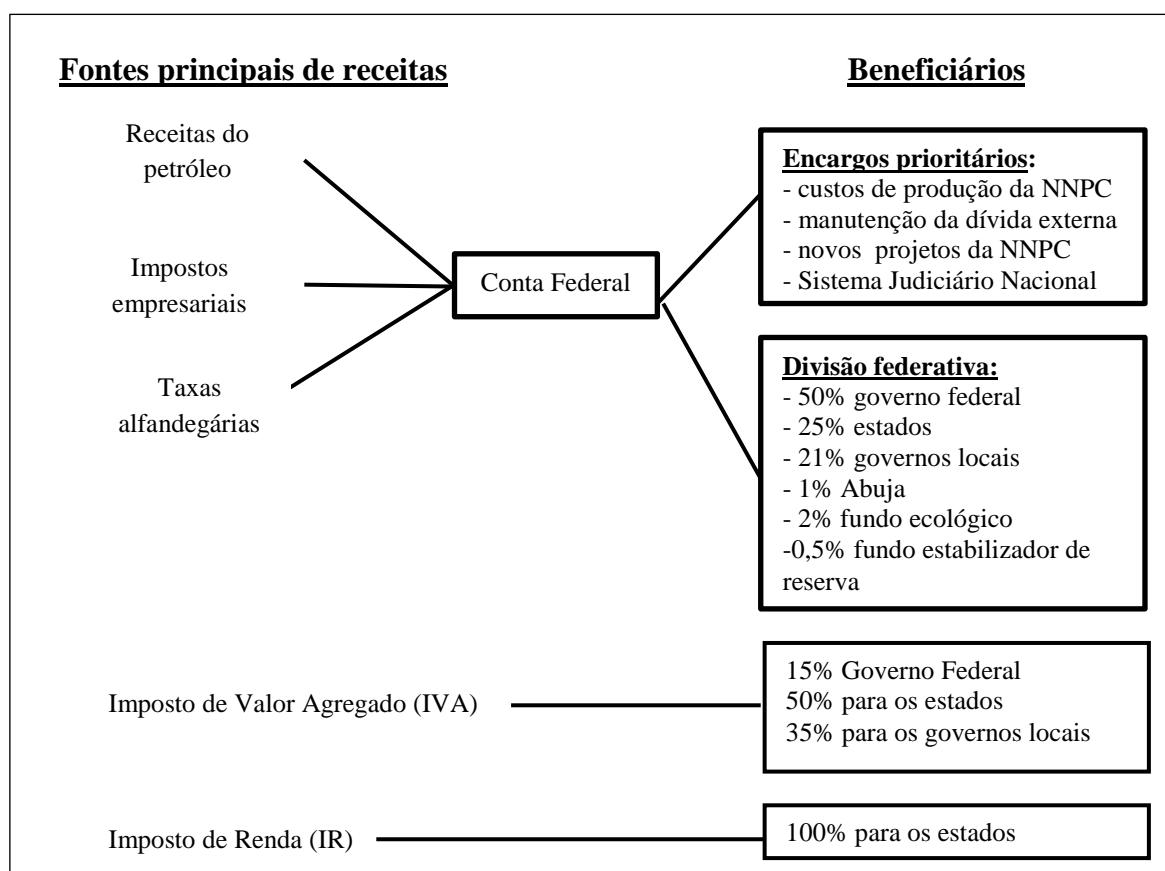 Fontes principais de receitas
Beneficiários
Receitas do
petróleo
Impostos
empresariais
Taxas
alfandegárias
Conta Federal
Encargos prioritários:
- custos de produção da NNPC
- manutenção da dívida externa
- novos projetos da NNPC
- Sistema Judiciário Nacional
Divisão federativa:
- 50% governo federal
- 25% estados
- 21% governos locais
- 1% Abuja
- 2% fundo ecológico
-0,5% fundo estabilizador de
reserva
Imposto de Valor Agregado (IVA)
15% Governo Federal
50% para os estados
35% para os governos locais
Imposto de Renda (IR)
100% para os estados